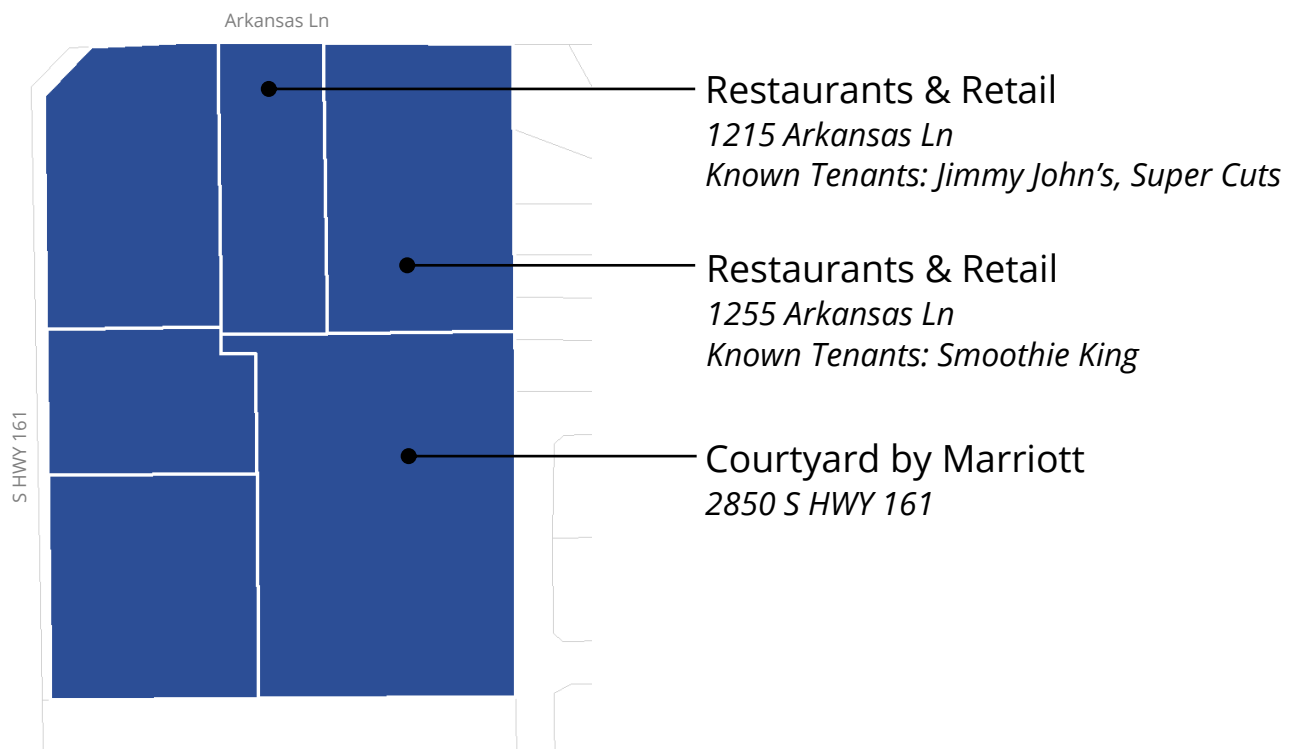 Arkansas Ln
Restaurants & Retail
1215 Arkansas Ln
Known Tenants: Jimmy John’s, Super Cuts
Restaurants & Retail
1255 Arkansas Ln
Known Tenants: Smoothie King
S HWY 161
Courtyard by Marriott
2850 S HWY 161